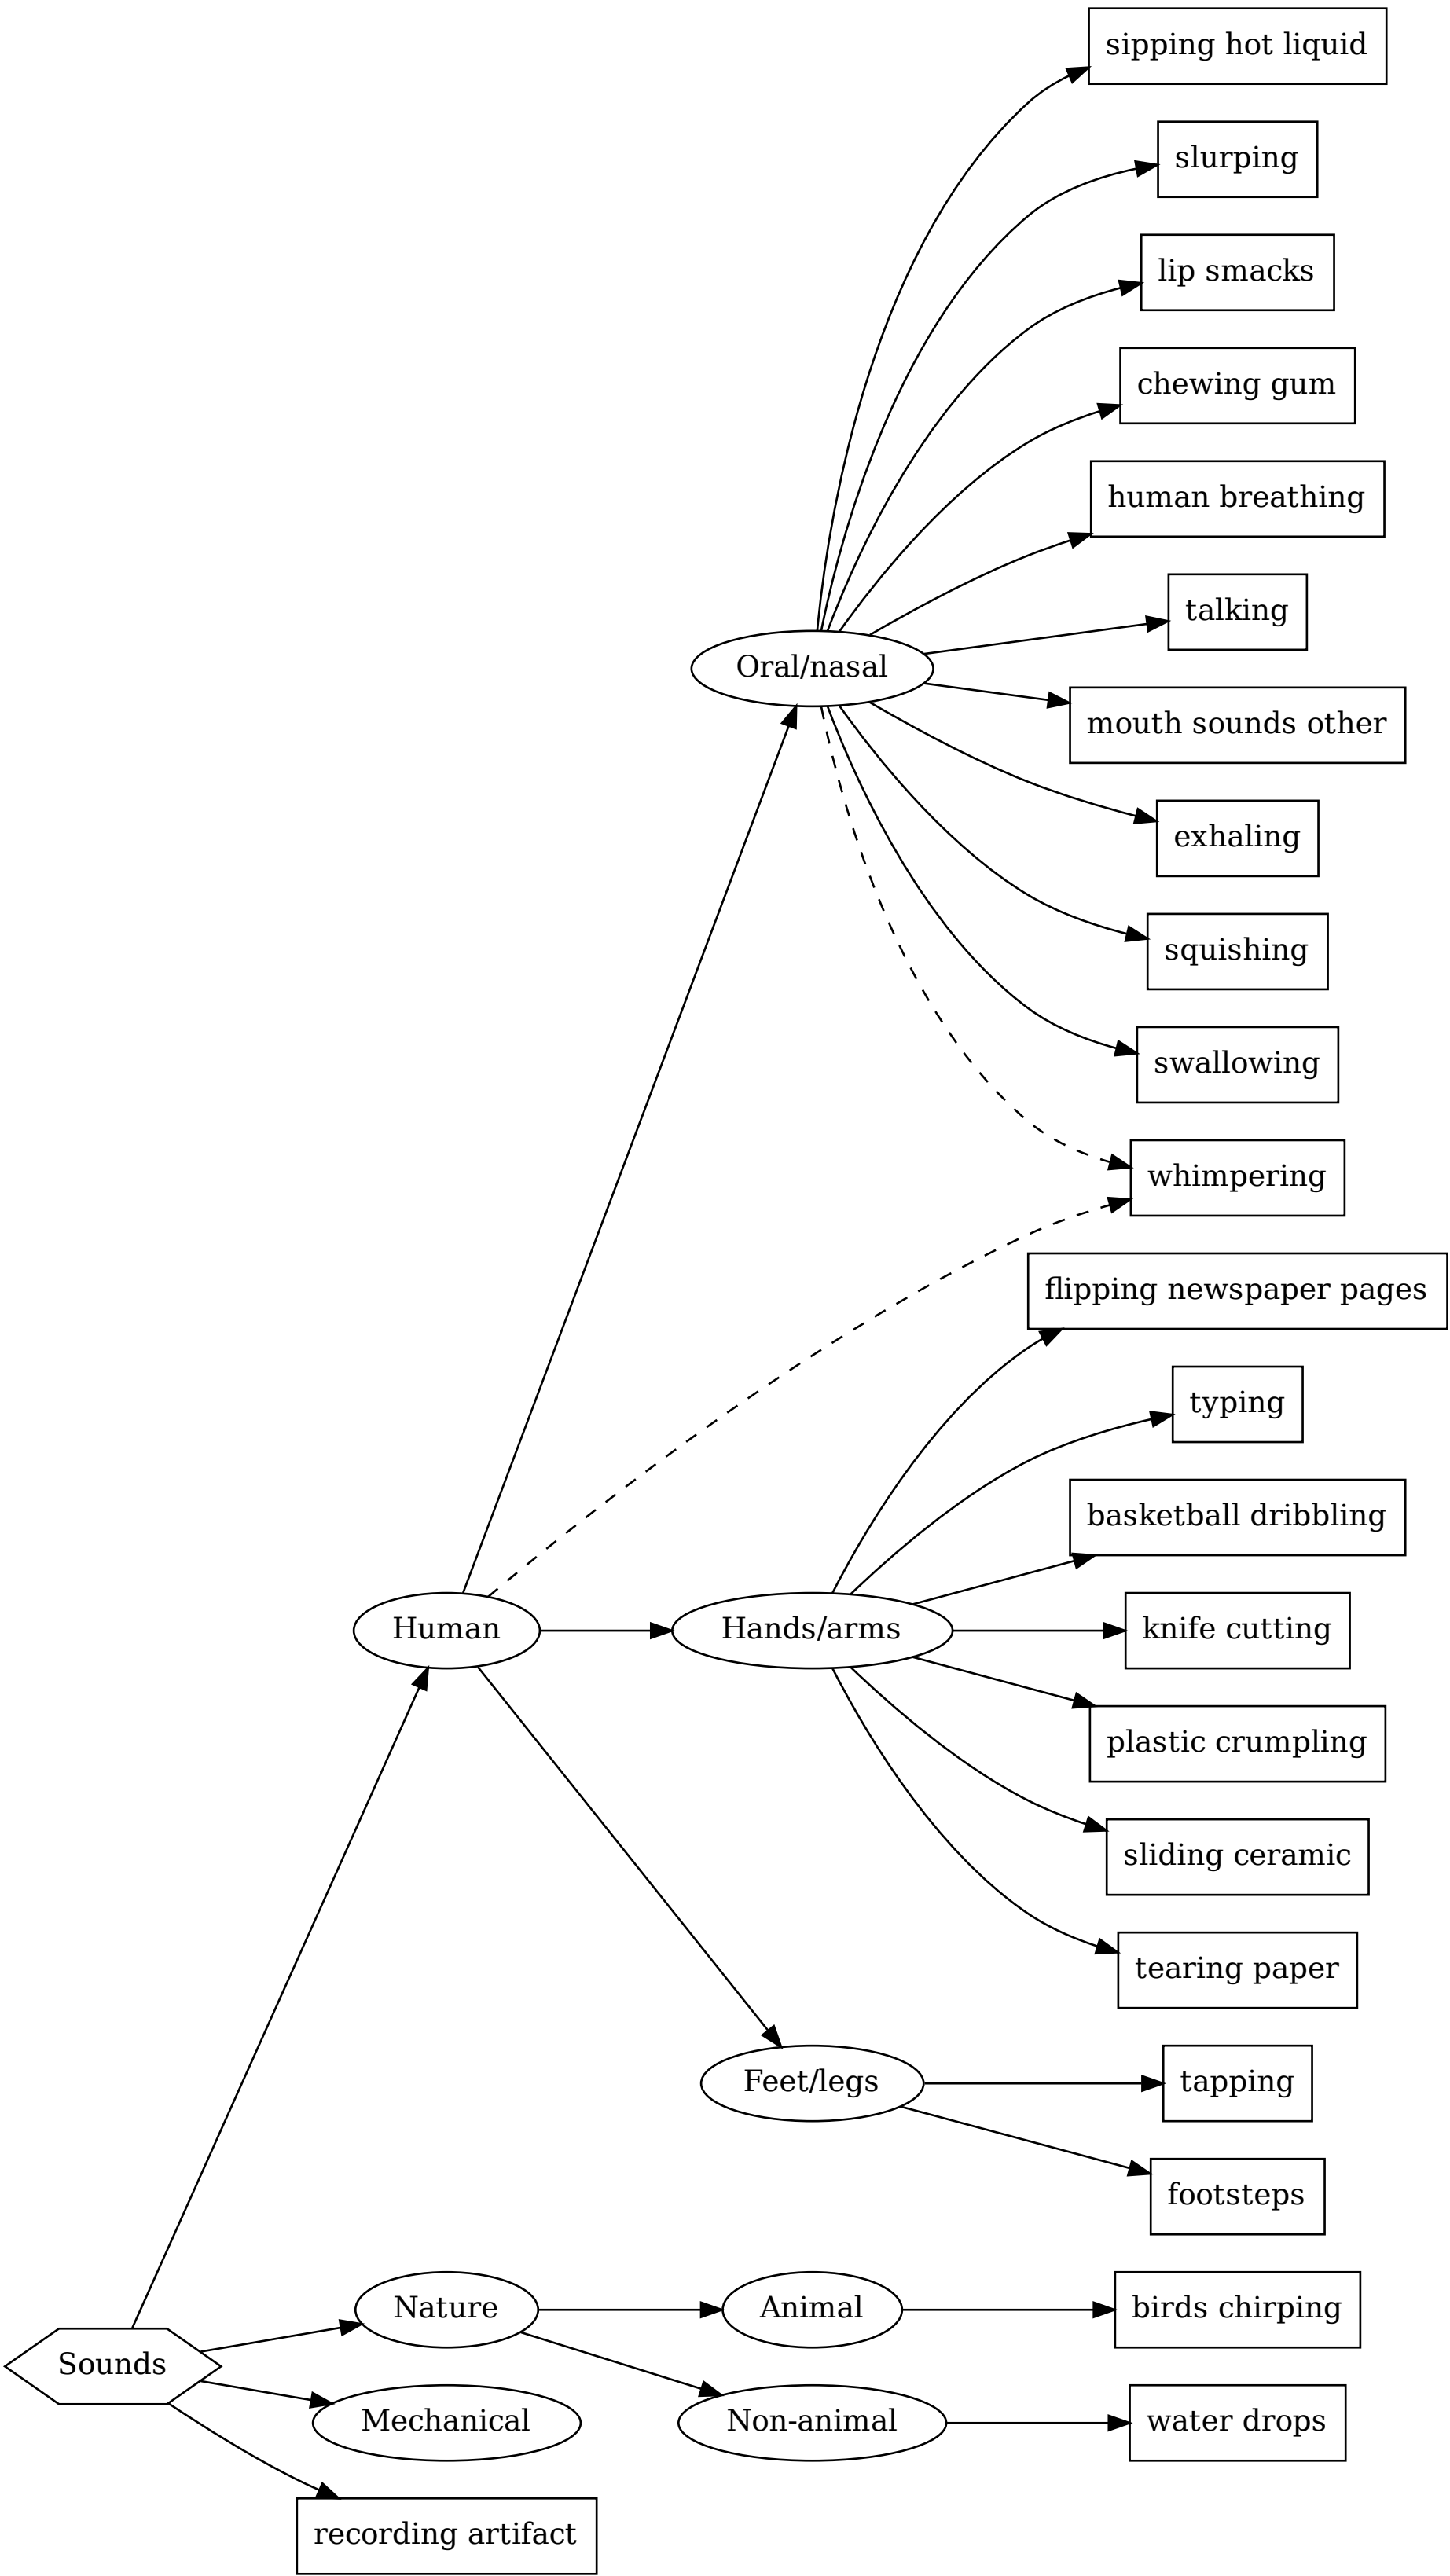 sipping hot liquid
slurping
lip smacks
chewing gum
human breathing
talking
Oral/nasal
mouth sounds other
exhaling
squishing
swallowing
whimpering
flipping newspaper pages
typing
basketball dribbling
Human
Hands/arms
knife cutting
plastic crumpling
sliding ceramic
tearing paper
Feet/legs
tapping
footsteps
Nature
Animal
birds chirping
Sounds
Mechanical
Non-animal
water drops
recording artifact